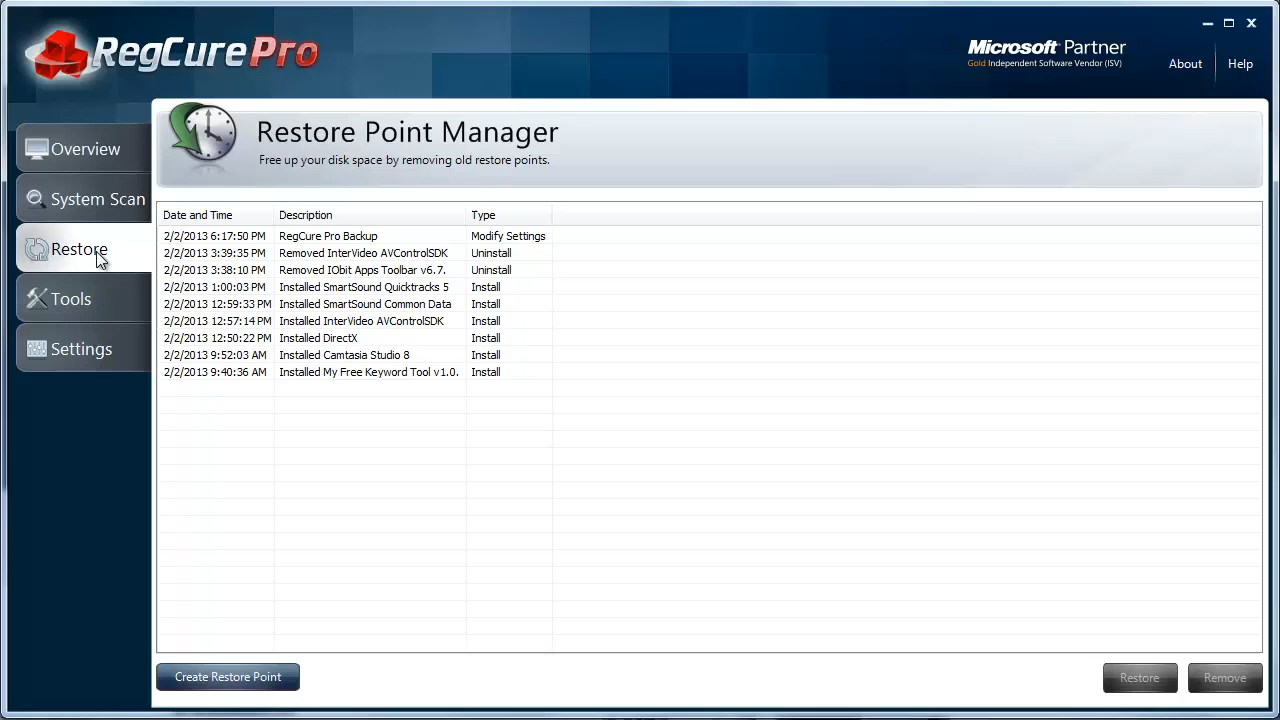 RegCure Pro
Microsoft Partner
Gold Independent Software Vendor (ISV)
About
Help
Overview
System Scan
Restore
Tools
Settings
Restore Point Manager
Free up your disk space by removing old restore points.
Date and Time Description Type
2/2/2013 6:17:50 PM RegCure Pro Backup Modify Settings
2/2/2013 3:39:35 PM Removed InterVideo AVControlSDK Uninstall
2/2/2013 3:38:10 PM Removed IObit Apps Toolbar v6.7. Uninstall
2/2/2013 1:00:03 PM Installed SmartSound Quicktracks 5 Install
2/2/2013 12:59:33 PM Installed SmartSound Common Data Install
2/2/2013 12:57:14 PM Installed InterVideo AVControlSDK Install
2/2/2013 12:50:22 PM Installed DirectX Install
2/2/2013 9:52:03 AM Installed Camtasia Studio 8 Install
2/2/2013 9:40:36 AM Installed My Free Keyword Tool v1.0. Install
Create Restore Point
Restore
Remove